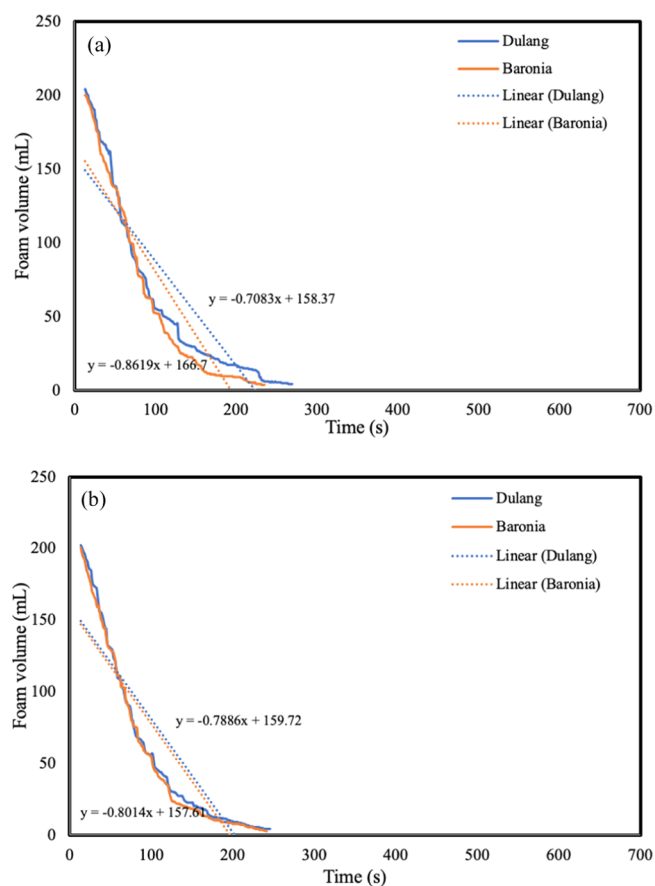 250
(a)
Dulang
Baronia
200
Linear (Dulang)
Linear (Baronia)
150
Foam volume (mL)
100
y = -0.7083x + 158.37
50
y = -0.8619x + 166.7
0
0 100 200 300 400 500 600 700
Time (s)
250
(b)
Dulang
Baronia
200
Linear (Dulang)
Linear (Baronia)
150
Foam volume (mL)
100
y = -0.7886x + 159.72
50
y = -0.8014x + 157.61
0
0 100 200 300 400 500 600 700
Time (s)